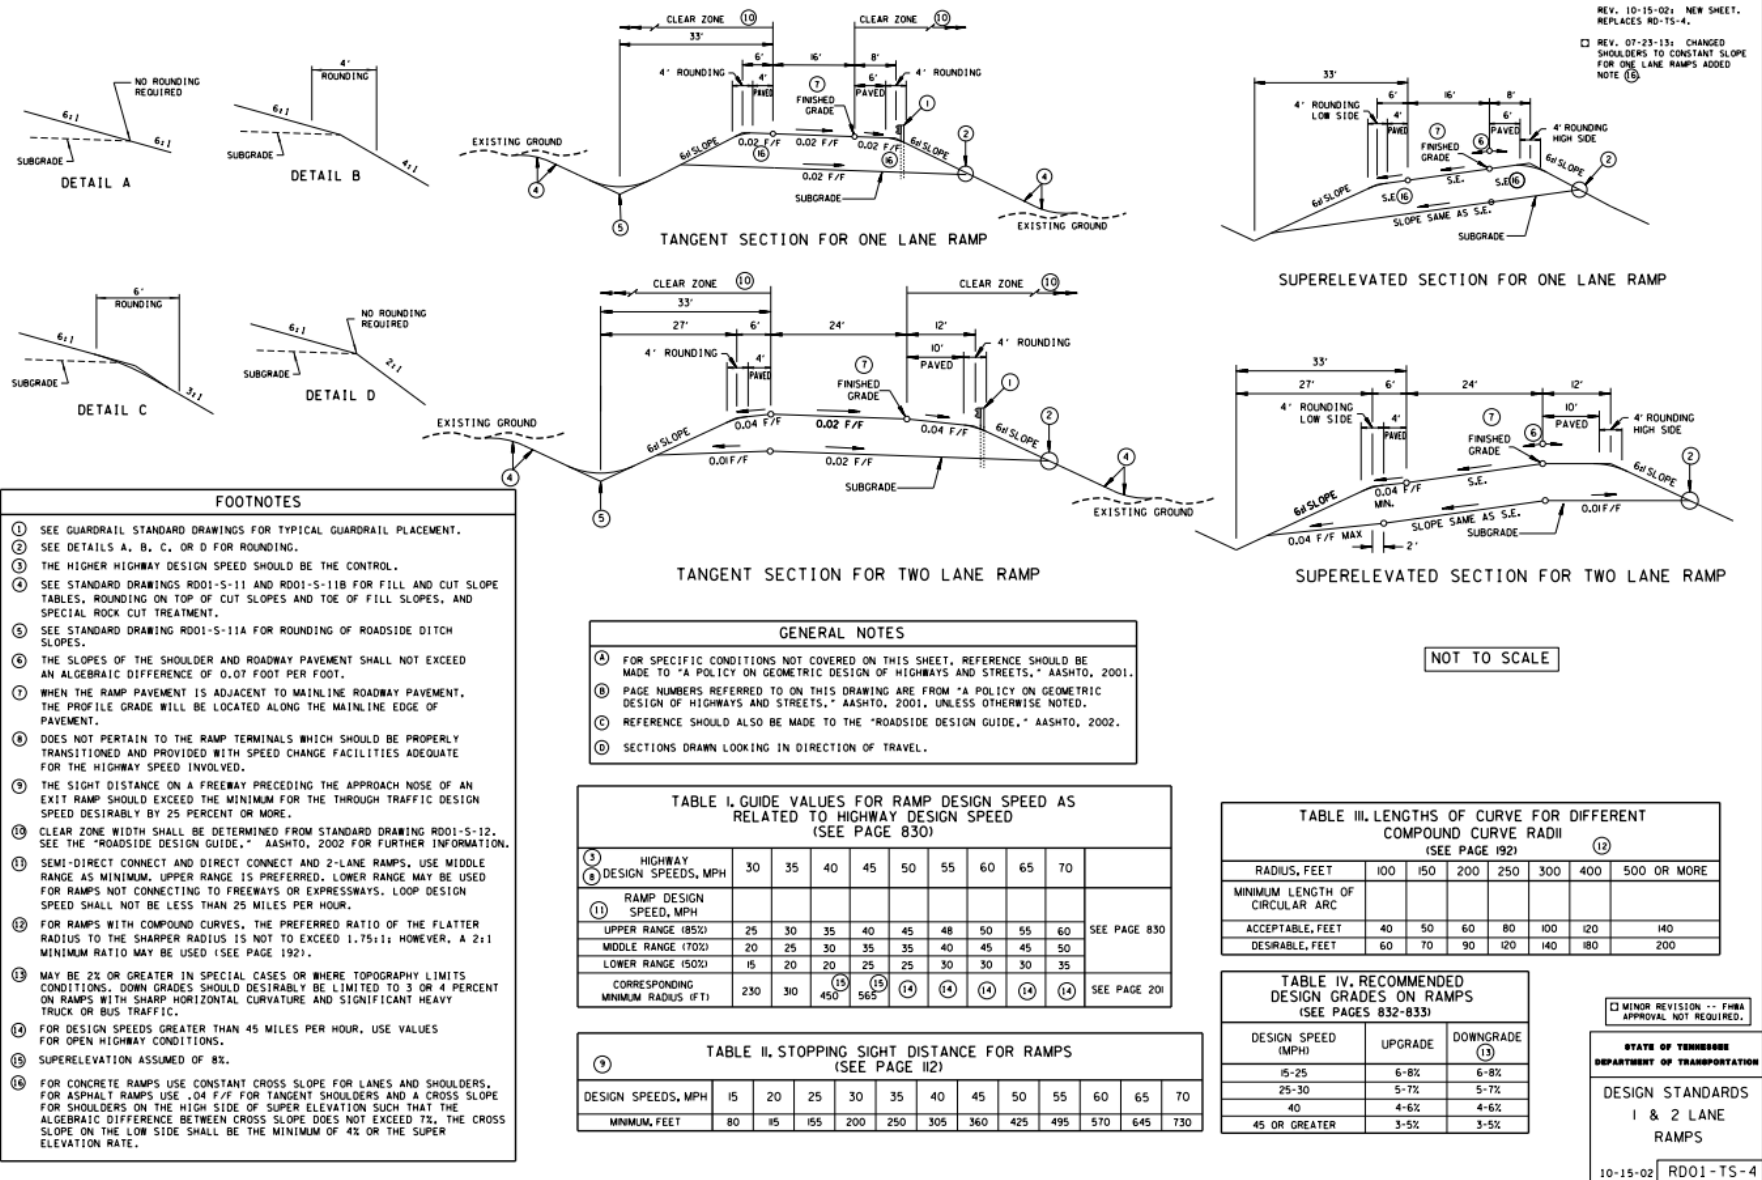 REV. 10-15-02: NEW SHEET.
REPLACES RD-TS-4.
REV. 07-23-13: CHANGED
SHOULDERS TO CONSTANT SLOPE
FOR ONE LANE RAMPS ADDED
NOTE 16.
NO ROUNDING
REQUIRED
6:1
6:1
SUBGRADE
DETAIL A
4'
ROUNDING
6:1
4:1
SUBGRADE
DETAIL B
6'
ROUNDING
6:1
3:1
SUBGRADE
DETAIL C
NO ROUNDING
REQUIRED
6:1
2:1
SUBGRADE
DETAIL D
CLEAR ZONE 10
CLEAR ZONE 10
33'
6'
16'
8'
4' ROUNDING
4'
PAVED
7
FINISHED
GRADE
6'
PAVED
4' ROUNDING
1
2
EXISTING GROUND
6:1 SLOPE
0.02 F/F
0.02 F/F
0.02 F/F
6:1 SLOPE
16
16
0.02 F/F
SUBGRADE
4
4
5
EXISTING GROUND
TANGENT SECTION FOR ONE LANE RAMP
33'
6'
16'
8'
4' ROUNDING
LOW SIDE
4'
PAVED
7
FINISHED
GRADE
6'
PAVED
6
4' ROUNDING
HIGH SIDE
2
6:1 SLOPE
S.E. 16
S.E.
S.E. 16
6:1 SLOPE
SLOPE SAME AS S.E.
SUBGRADE
SUPERELEVATED SECTION FOR ONE LANE RAMP
CLEAR ZONE 10
CLEAR ZONE 10
33'
27'
6'
24'
12'
4' ROUNDING
4'
PAVED
7
FINISHED
GRADE
10'
PAVED
4' ROUNDING
1
2
EXISTING GROUND
6:1 SLOPE
0.04 F/F
0.02 F/F
0.04 F/F
6:1 SLOPE
0.01 F/F
0.02 F/F
SUBGRADE
4
4
5
EXISTING GROUND
TANGENT SECTION FOR TWO LANE RAMP
33'
27'
6'
24'
12'
4' ROUNDING
LOW SIDE
4'
PAVED
7
FINISHED
GRADE
6
10'
PAVED
4' ROUNDING
HIGH SIDE
2
6:1 SLOPE
0.04 F/F
MIN.
S.E.
6:1 SLOPE
0.04 F/F MAX
2'
SLOPE SAME AS S.E.
SUBGRADE
0.01 F/F
SUPERELEVATED SECTION FOR TWO LANE RAMP
NOT TO SCALE
FOOTNOTES
1 SEE GUARDRAIL STANDARD DRAWINGS FOR TYPICAL GUARDRAIL PLACEMENT.
2 SEE DETAILS A, B, C, OR D FOR ROUNDING.
3 THE HIGHER HIGHWAY DESIGN SPEED SHOULD BE THE CONTROL.
4 SEE STANDARD DRAWINGS RD01-S-11 AND RD01-S-11B FOR FILL AND CUT SLOPE
TABLES, ROUNDING ON TOP OF CUT SLOPES AND TOE OF FILL SLOPES, AND
SPECIAL ROCK CUT TREATMENT.
5 SEE STANDARD DRAWING RD01-S-11A FOR ROUNDING OF ROADSIDE DITCH
SLOPES.
6 THE SLOPES OF THE SHOULDER AND ROADWAY PAVEMENT SHALL NOT EXCEED
AN ALGEBRAIC DIFFERENCE OF 0.07 FOOT PER FOOT.
7 WHEN THE RAMP PAVEMENT IS ADJACENT TO MAINLINE ROADWAY PAVEMENT,
THE PROFILE GRADE WILL BE LOCATED ALONG THE MAINLINE EDGE OF
PAVEMENT.
8 DOES NOT PERTAIN TO THE RAMP TERMINALS WHICH SHOULD BE PROPERLY
TRANSITIONED AND PROVIDED WITH SPEED CHANGE FACILITIES ADEQUATE
FOR THE HIGHWAY SPEED INVOLVED.
9 THE SIGHT DISTANCE ON A FREEWAY PRECEDING THE APPROACH NOSE OF AN
EXIT RAMP SHOULD EXCEED THE MINIMUM FOR THE THROUGH TRAFFIC DESIGN
SPEED DESIRABLY BY 25 PERCENT OR MORE.
10 CLEAR ZONE WIDTH SHALL BE DETERMINED FROM STANDARD DRAWING RD01-S-12.
SEE THE "ROADSIDE DESIGN GUIDE," AASHTO, 2002 FOR FURTHER INFORMATION.
11 SEMI-DIRECT CONNECT AND DIRECT CONNECT AND 2-LANE RAMPS, USE MIDDLE
RANGE AS MINIMUM, UPPER RANGE IS PREFERRED. LOWER RANGE MAY BE USED
FOR RAMPS NOT CONNECTING TO FREEWAYS OR EXPRESSWAYS. LOOP DESIGN
SPEED SHALL NOT BE LESS THAN 25 MILES PER HOUR.
12 FOR RAMPS WITH COMPOUND CURVES, THE PREFERRED RATIO OF THE FLATTER
RADIUS TO THE SHARPER RADIUS IS NOT TO EXCEED 1.75:1; HOWEVER, A 2:1
MINIMUM RATIO MAY BE USED (SEE PAGE 192).
13 MAY BE 2% OR GREATER IN SPECIAL CASES OR WHERE TOPOGRAPHY LIMITS
CONDITIONS. DOWN GRADES SHOULD DESIRABLY BE LIMITED TO 3 OR 4 PERCENT
ON RAMPS WITH SHARP HORIZONTAL CURVATURE AND SIGNIFICANT HEAVY
TRUCK OR BUS TRAFFIC.
14 FOR DESIGN SPEEDS GREATER THAN 45 MILES PER HOUR, USE VALUES
FOR OPEN HIGHWAY CONDITIONS.
15 SUPERELEVATION ASSUMED OF 8%.
16 FOR CONCRETE RAMPS USE CONSTANT CROSS SLOPE FOR LANES AND SHOULDERS.
FOR ASPHALT RAMPS USE .04 F/F FOR TANGENT SHOULDERS AND A CROSS SLOPE
FOR SHOULDERS ON THE HIGH SIDE OF SUPER ELEVATION SUCH THAT THE
ALGEBRAIC DIFFERENCE BETWEEN CROSS SLOPE DOES NOT EXCEED 7%. THE CROSS
SLOPE ON THE LOW SIDE SHALL BE THE MINIMUM OF 4% OR THE SUPER
ELEVATION RATE.
GENERAL NOTES
A FOR SPECIFIC CONDITIONS NOT COVERED ON THIS SHEET, REFERENCE SHOULD BE
MADE TO "A POLICY ON GEOMETRIC DESIGN OF HIGHWAYS AND STREETS," AASHTO, 2001.
B PAGE NUMBERS REFERRED TO ON THIS DRAWING ARE FROM "A POLICY ON GEOMETRIC
DESIGN OF HIGHWAYS AND STREETS," AASHTO, 2001, UNLESS OTHERWISE NOTED.
C REFERENCE SHOULD ALSO BE MADE TO THE "ROADSIDE DESIGN GUIDE," AASHTO, 2002.
D SECTIONS DRAWN LOOKING IN DIRECTION OF TRAVEL.
TABLE I. GUIDE VALUES FOR RAMP DESIGN SPEED AS
RELATED TO HIGHWAY DESIGN SPEED
(SEE PAGE 830)
3 HIGHWAY
8 DESIGN SPEEDS, MPH 30 35 40 45 50 55 60 65 70
RAMP DESIGN
11 SPEED, MPH
UPPER RANGE (85%) 25 30 35 40 45 48 50 55 60 SEE PAGE 830
MIDDLE RANGE (70%) 20 25 30 35 35 40 45 45 50
LOWER RANGE (50%) 15 20 20 25 25 30 30 30 35
CORRESPONDING
MINIMUM RADIUS (FT) 230 310 450 15 565 15 14 14 14 14 14 SEE PAGE 201
TABLE II. STOPPING SIGHT DISTANCE FOR RAMPS
9 (SEE PAGE 112)
DESIGN SPEEDS, MPH 15 20 25 30 35 40 45 50 55 60 65 70
MINIMUM, FEET 80 115 155 200 250 305 360 425 495 570 645 730
TABLE III. LENGTHS OF CURVE FOR DIFFERENT
COMPOUND CURVE RADII
(SEE PAGE 192) 12
RADIUS, FEET 100 150 200 250 300 400 500 OR MORE
MINIMUM LENGTH OF
CIRCULAR ARC
ACCEPTABLE, FEET 40 50 60 80 100 120 140
DESIRABLE, FEET 60 70 90 120 140 180 200
TABLE IV. RECOMMENDED
DESIGN GRADES ON RAMPS
(SEE PAGES 832-833)
DESIGN SPEED
(MPH) UPGRADE DOWNGRADE 13
15-25 6-8% 6-8%
25-30 5-7% 5-7%
40 4-6% 4-6%
45 OR GREATER 3-5% 3-5%
MINOR REVISION -- FHWA
APPROVAL NOT REQUIRED.
STATE OF TENNESSEE
DEPARTMENT OF TRANSPORTATION
DESIGN STANDARDS
1 & 2 LANE
RAMPS
10-15-02 RD01-TS-4